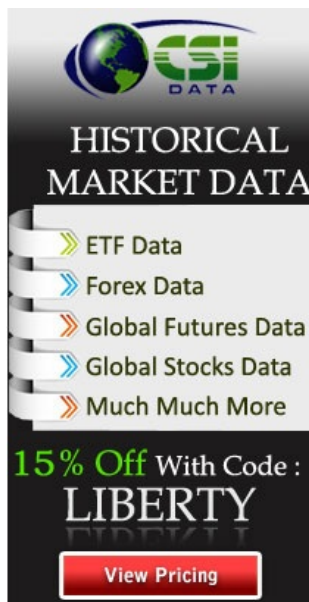 CSI
DATA
HISTORICAL
MARKET DATA
ETF Data
Forex Data
Global Futures Data
Global Stocks Data
Much Much More
15% Off With Code :
LIBERTY
View Pricing